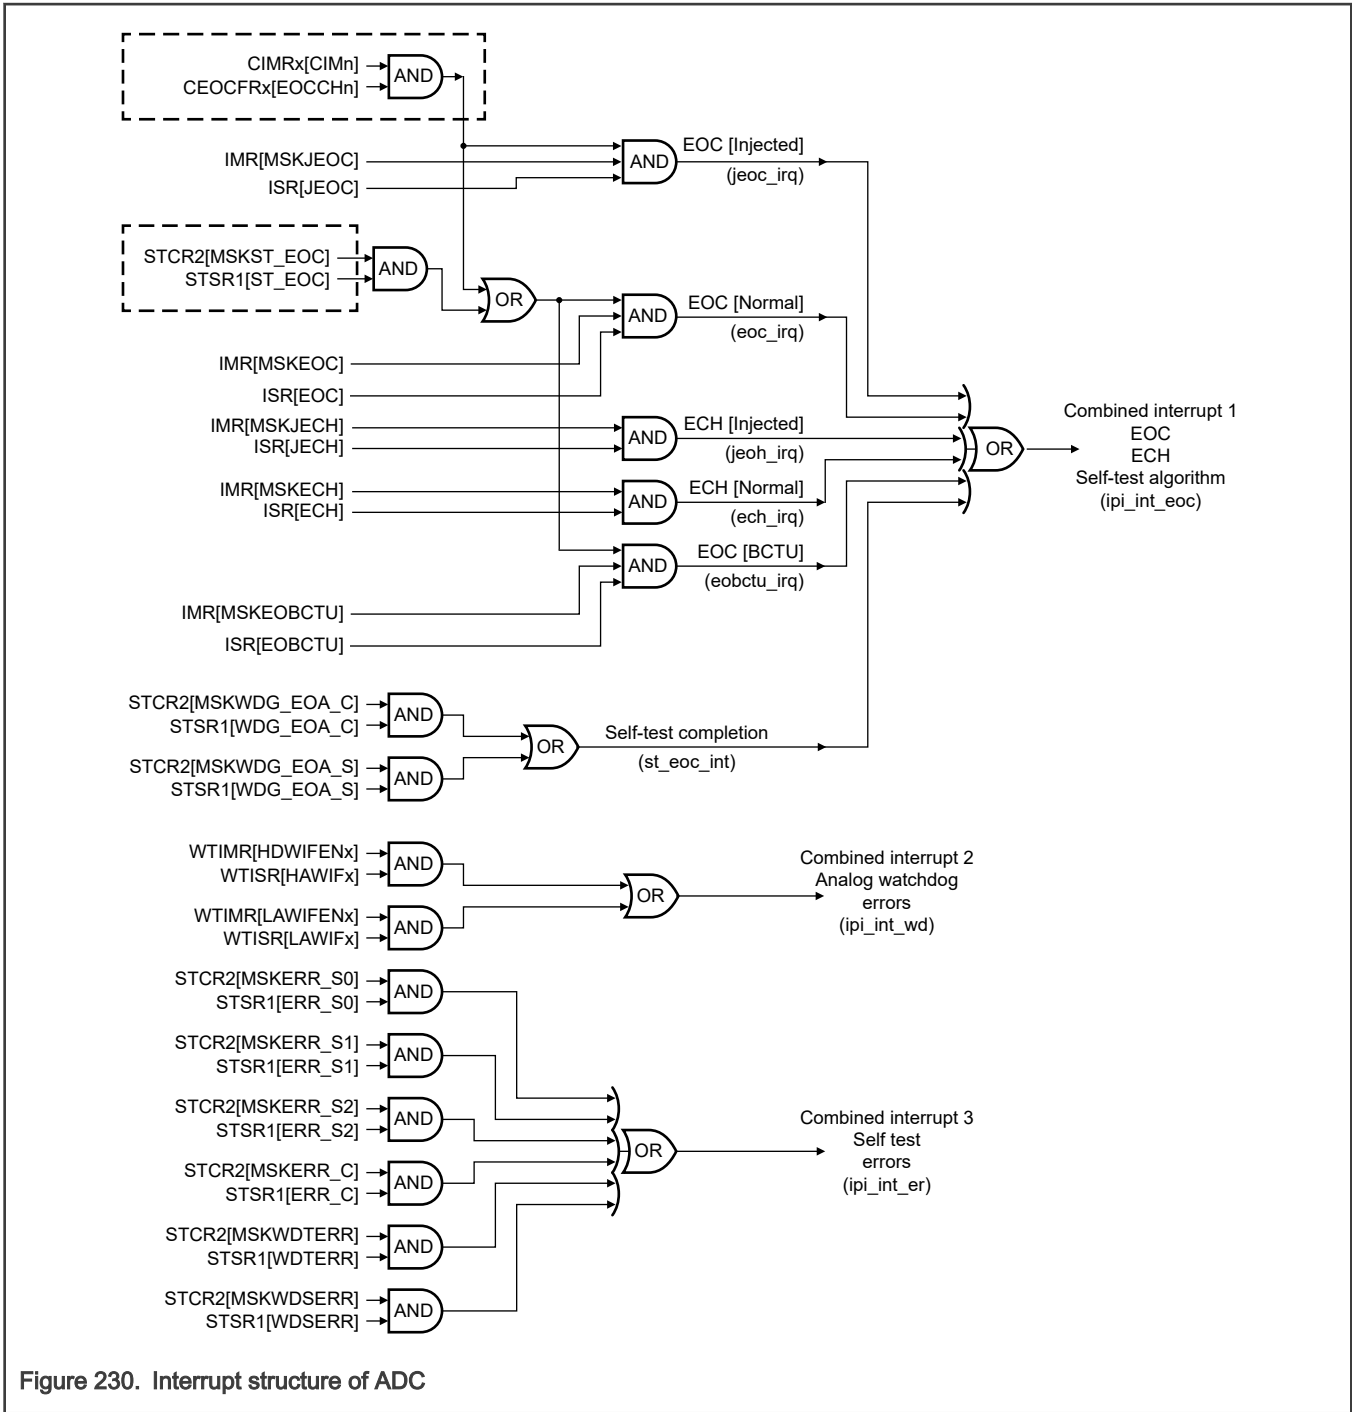 CIMRx[CIMn]
AND
CEOCFRx[EOCCHn]
IMR[MSKJEOC]
ISR[JEOC]
AND
EOC [Injected]
(jeoc_irq)
STCR2[MSKST_EOC]
STSR1[ST_EOC]
AND
OR
AND
EOC [Normal]
(eoc_irq)
IMR[MSKEOC]
ISR[EOC]
IMR[MSKJECH]
ISR[JECH]
AND
ECH [Injected]
(jeoh_irq)
IMR[MSKECH]
ISR[ECH]
AND
ECH [Normal]
(ech_irq)
AND
EOC [BCTU]
(eobctu_irq)
IMR[MSKEOBCTU]
ISR[EOBCTU]
OR
Combined interrupt 1
EOC
ECH
Self-test algorithm
(ipi_int_eoc)
STCR2[MSKWDG_EOA_C]
STSR1[WDG_EOA_C]
AND
STCR2[MSKWDG_EOA_S]
STSR1[WDG_EOA_S]
AND
OR
Self-test completion
(st_eoc_int)
WTIMR[HDWIFENx]
WTISR[HAWIFx]
AND
WTIMR[LAWIFENx]
WTISR[LAWIFx]
AND
OR
Combined interrupt 2
Analog watchdog
errors
(ipi_int_wd)
STCR2[MSKERR_S0]
STSR1[ERR_S0]
AND
STCR2[MSKERR_S1]
STSR1[ERR_S1]
AND
STCR2[MSKERR_S2]
STSR1[ERR_S2]
AND
STCR2[MSKERR_C]
STSR1[ERR_C]
AND
STCR2[MSKWDTERR]
STSR1[WDTERR]
AND
STCR2[MSKWDSERR]
STSR1[WDSERR]
AND
OR
Combined interrupt 3
Self test
errors
(ipi_int_er)
Figure 230. Interrupt structure of ADC